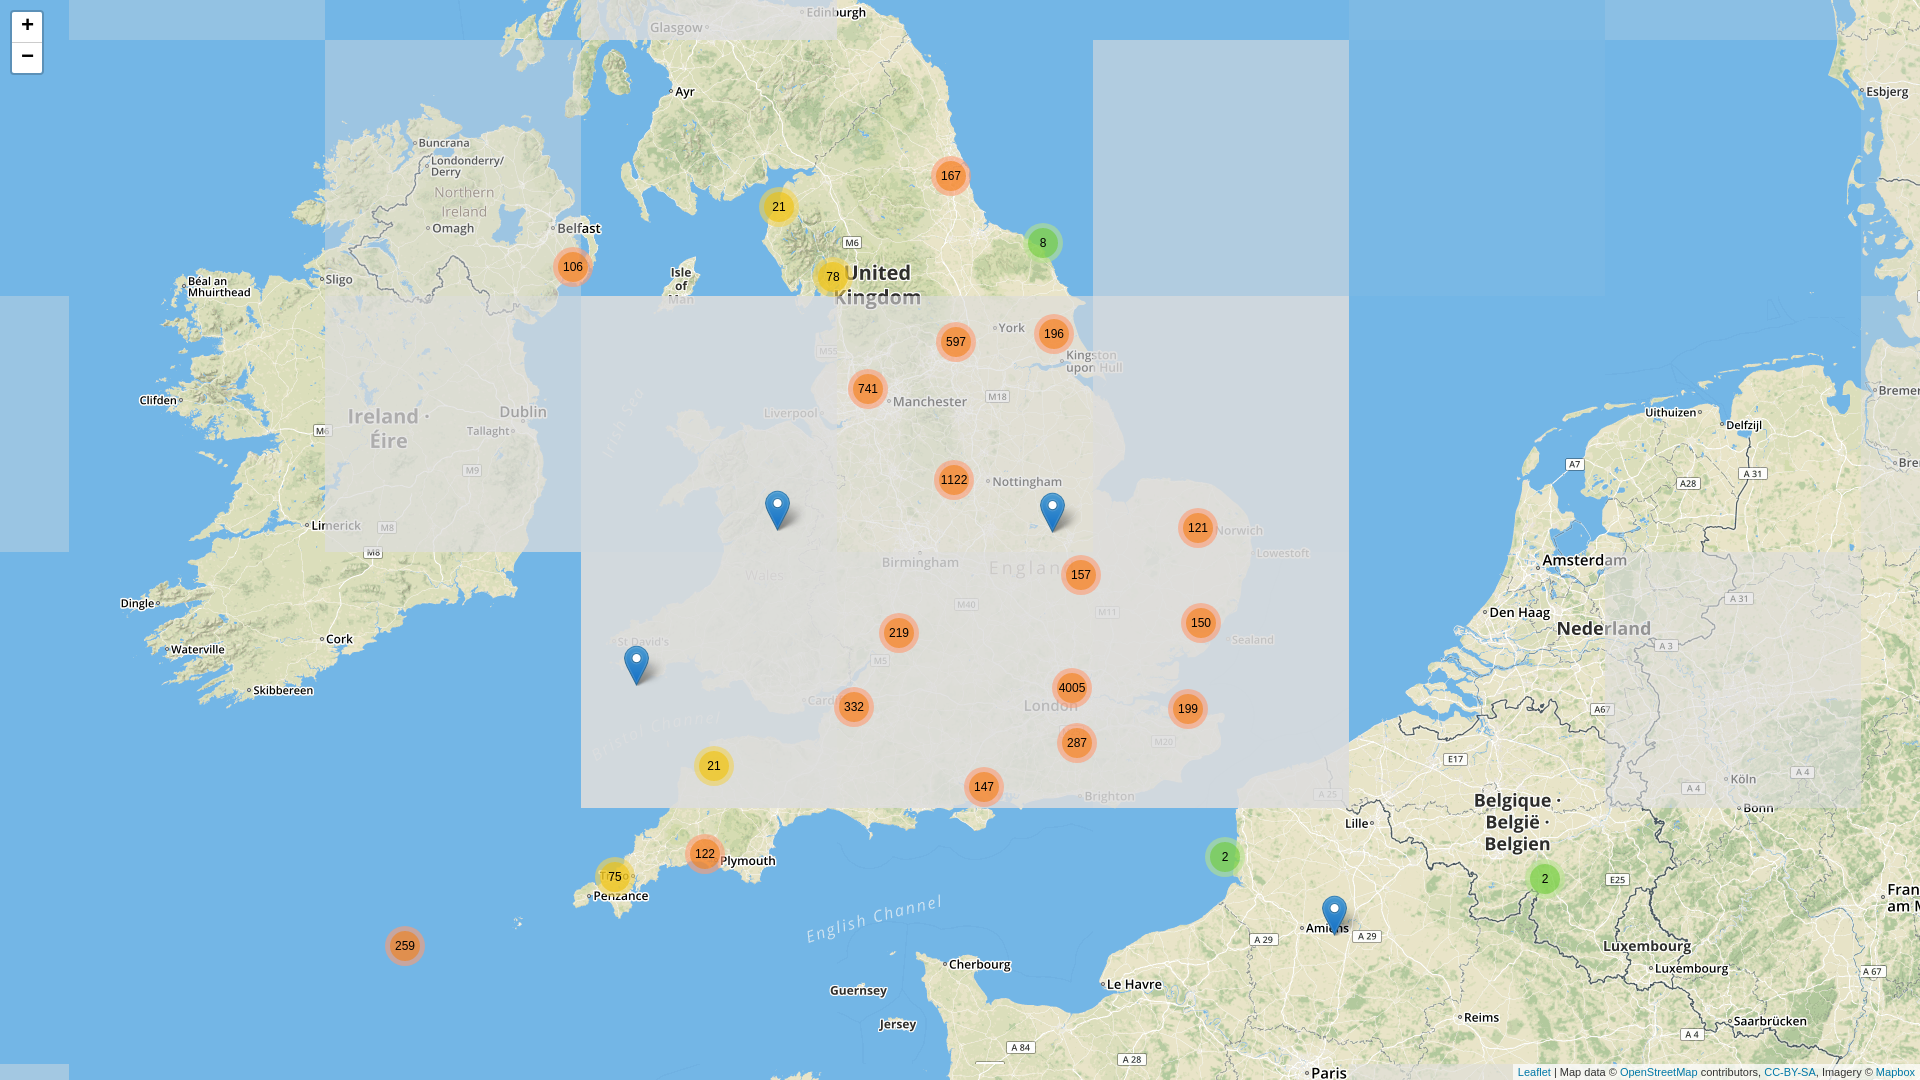 +
−
Glasgow
Edinburgh
Ayr
Esbjerg
Buncrana
Londonderry/
Derry
Northern
Ireland
Omagh
Belfast
167
21
M6
8
106
78
United
Kingdom
Isle
of
Man
Sligo
Béal an
Mhuirthead
York
196
597
M55
Kingston
upon Hull
741
Manchester
M18
Liverpool
Irish Sea
Clifden
Ireland ·
Éire
Dublin
Tallaght
M6
M9
Uithuizen
Delfzijl
A7
A 31
A28
1122
Nottingham
121
Norwich
Lowestoft
Limerick
M8
M8
Birmingham
Wales
England
157
M40
M11
Amsterdam
Den Haag
Nederland
A 31
A 3
Dingle
Cork
Waterville
Skibbereen
219
150
Sealand
St David's
M5
4005
London
199
332
Bristol Channel
287
M20
A67
E17
Köln
A 4
A 4
Bonn
21
147
Brighton
A 25
Lille
Belgique ·
België ·
Belgien
122
Plymouth
75
Penzance
2
2
E25
Amiens
A 29
A 29
English Channel
259
Luxembourg
Luxembourg
A 67
Cherbourg
Le Havre
Guernsey
Jersey
Reims
Saarbrücken
A 4
A 84
A 28
Paris
Leaflet | Map data © OpenStreetMap contributors, CC-BY-SA, Imagery © Mapbox